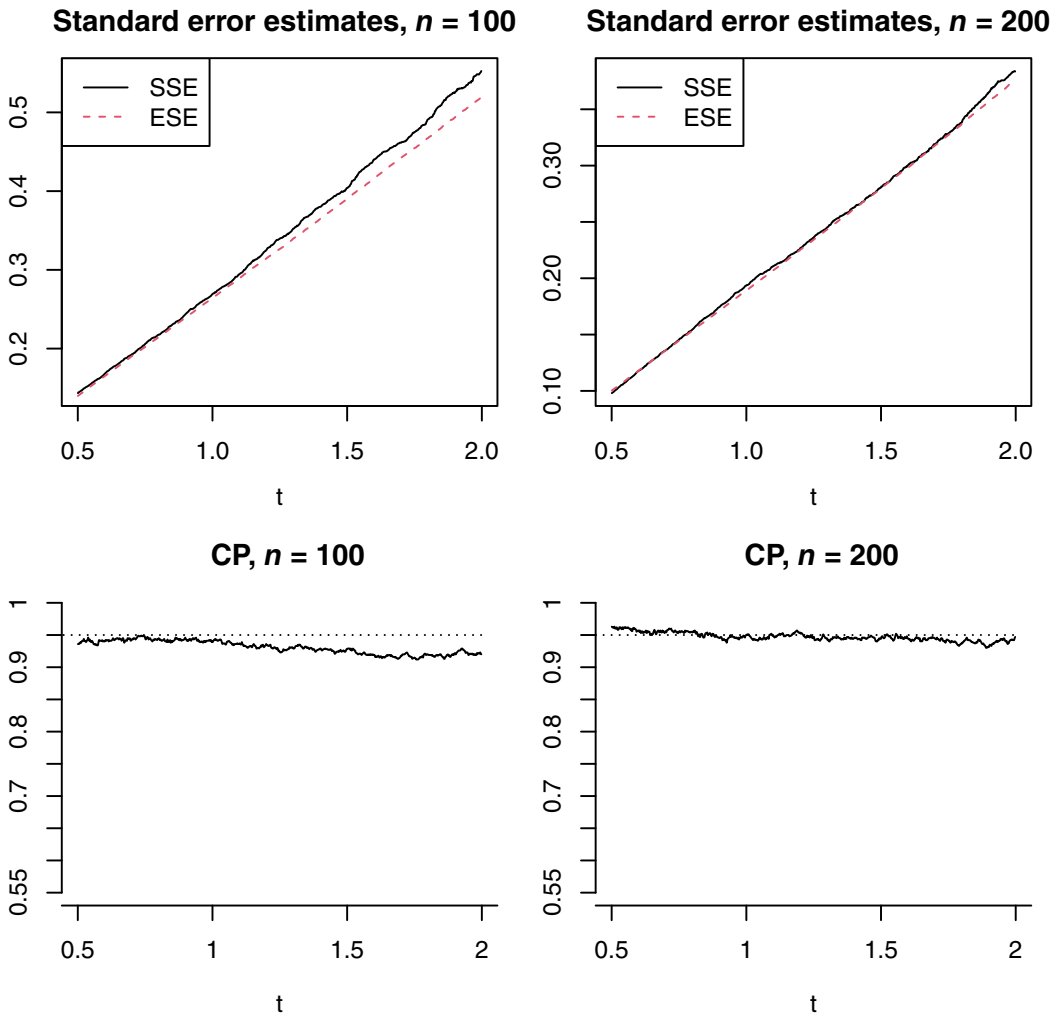 Standard error estimates, n = 100
SSE
ESE
0.5
0.4
0.3
0.2
0.5 1.0 1.5 2.0
t
Standard error estimates, n = 200
SSE
ESE
0.30
0.20
0.10
0.5 1.0 1.5 2.0
t
CP, n = 100
1
0.9
0.8
0.7
0.55
0.5 1 1.5 2
t
CP, n = 200
1
0.9
0.8
0.7
0.55
0.5 1 1.5 2
t